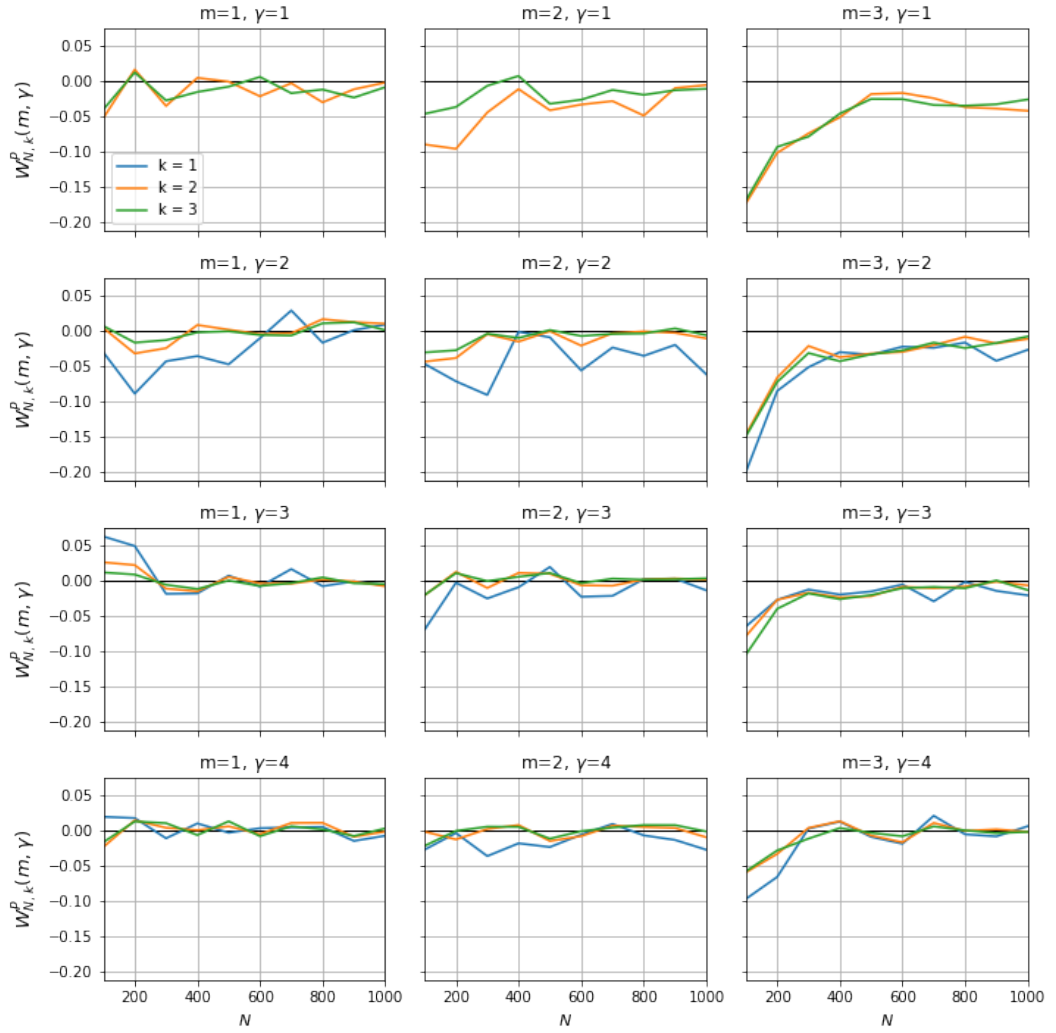 m=1, γ=1 m=2, γ=1 m=3, γ=1
0.05
0.00
−0.05
−0.10
−0.15
−0.20
W^P_{N,k}(m, γ)
k = 1
k = 2
k = 3
m=1, γ=2 m=2, γ=2 m=3, γ=2
0.05
0.00
−0.05
−0.10
−0.15
−0.20
W^P_{N,k}(m, γ)
m=1, γ=3 m=2, γ=3 m=3, γ=3
0.05
0.00
−0.05
−0.10
−0.15
−0.20
W^P_{N,k}(m, γ)
m=1, γ=4 m=2, γ=4 m=3, γ=4
0.05
0.00
−0.05
−0.10
−0.15
−0.20
W^P_{N,k}(m, γ)
200 400 600 800 1000 200 400 600 800 1000 200 400 600 800 1000
N N N